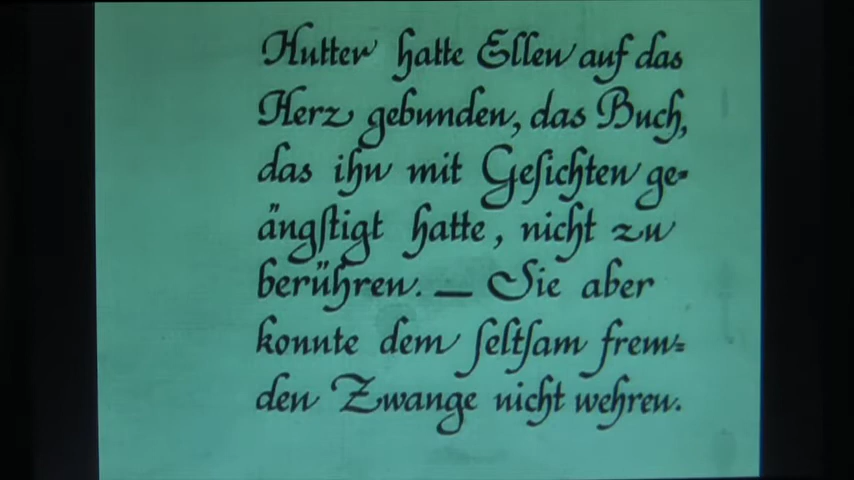 Hutter hatte Ellen auf das
Herz gebunden, das Buch,
das ihn mit Geſichten ge-
ängſtigt hatte, nicht zu
berühren. — Sie aber
konnte dem ſeltſam frem=
den Zwange nicht wehren.